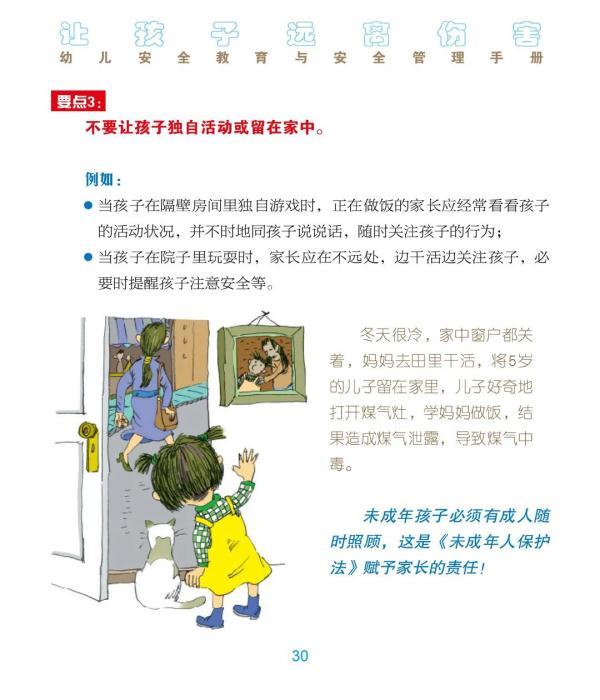 让孩子远离伤害
幼儿安全教育与安全管理手册
要点3：
不要让孩子独自活动或留在家中。
例如：
● 当孩子在隔壁房间里独自游戏时，正在做饭的家长应经常看看孩子
的活动状况，并不时地同孩子说说话，随时关注孩子的行为；
● 当孩子在院子里玩耍时，家长应在不远处，边干活边关注孩子，必
要时提醒孩子注意安全等。
冬天很冷，家中窗户都关
着，妈妈去田里干活，将5岁
的儿子留在家里，儿子好奇地
打开煤气灶，学妈妈做饭，结
果造成煤气泄露，导致煤气中
毒。
未成年孩子必须有成人随
时照顾，这是《未成年人保护
法》赋予家长的责任！
30